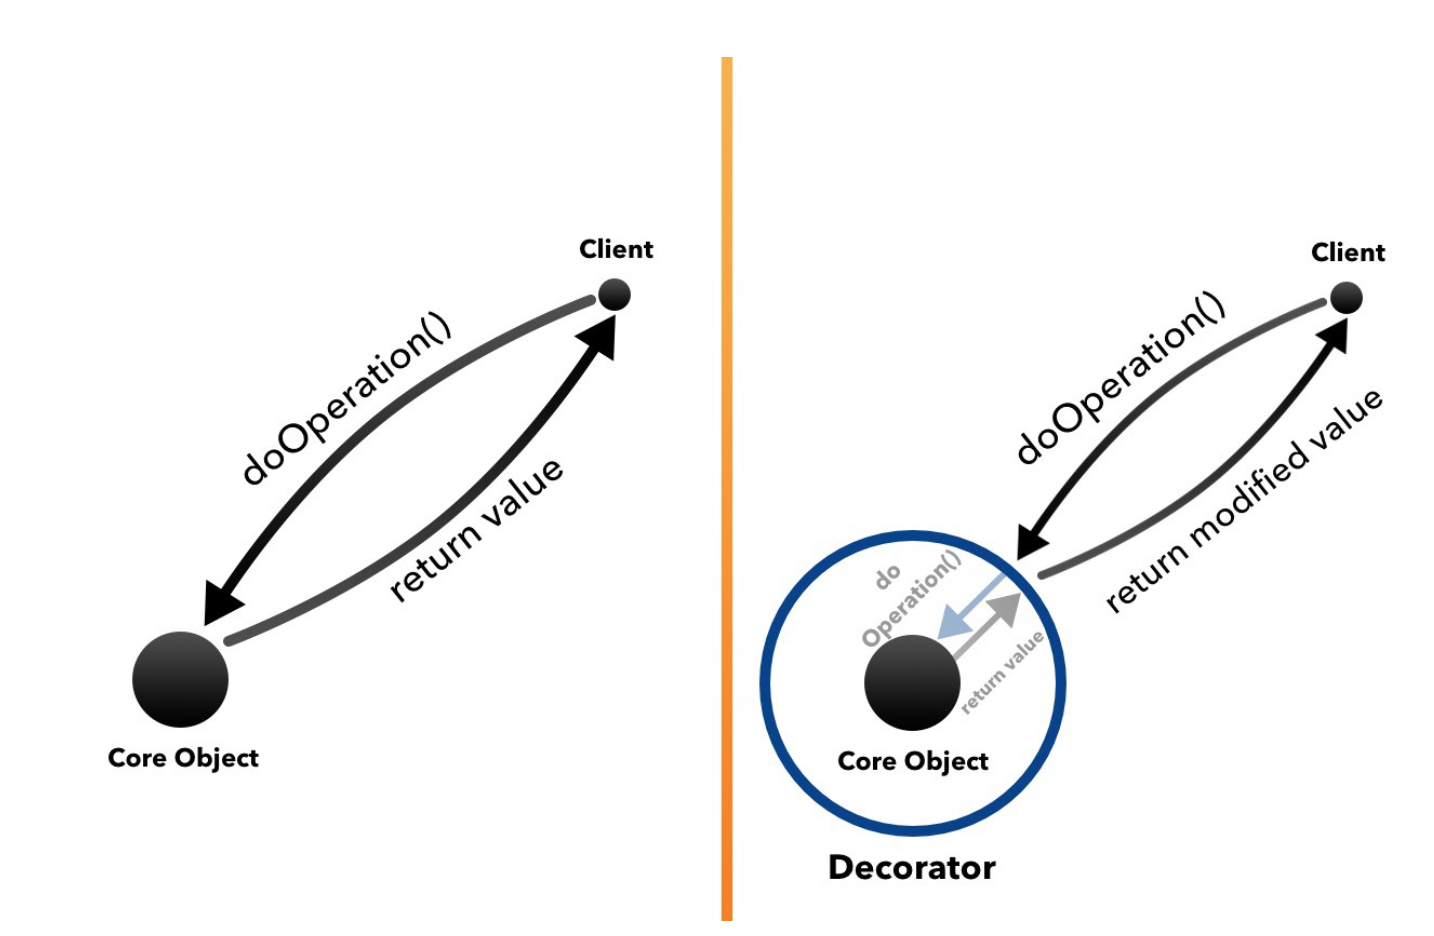 Client
doOperation()
return value
Core Object
Client
doOperation()
return modified value
do
Operation()
return value
Core Object
Decorator